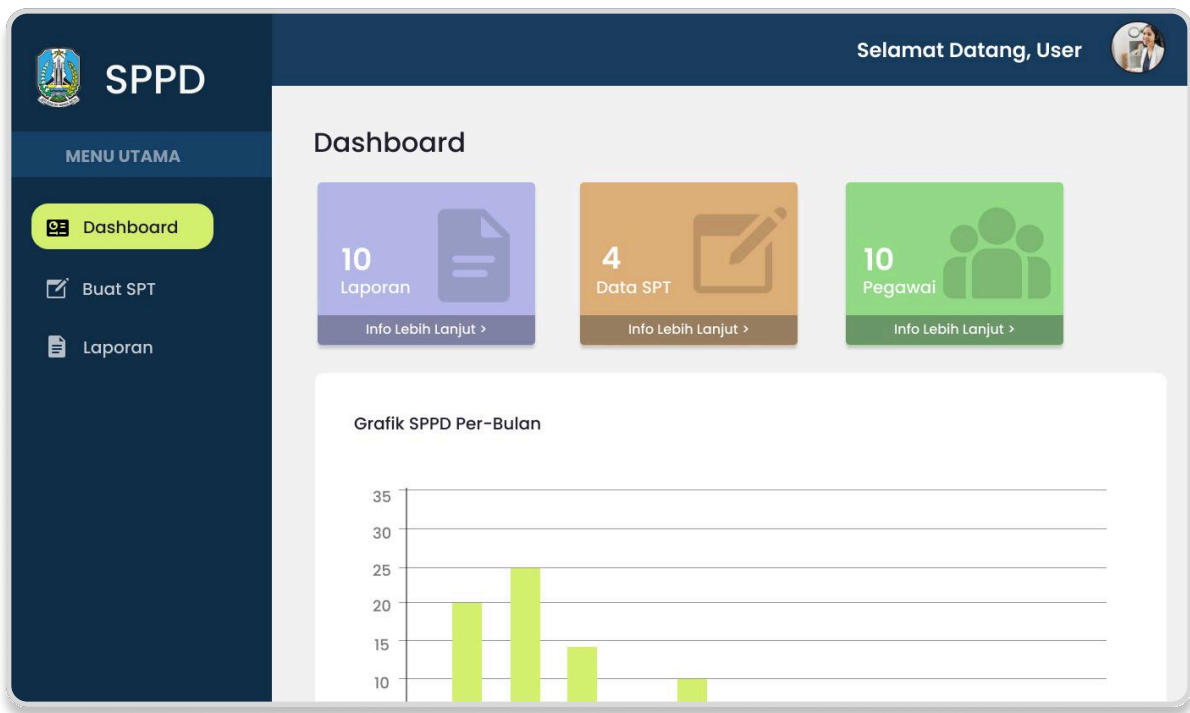 SPPD
Selamat Datang, User
MENU UTAMA
Dashboard
Buat SPT
Laporan
Dashboard
10
Laporan
Info Lebih Lanjut >
4
Data SPT
Info Lebih Lanjut >
10
Pegawai
Info Lebih Lanjut >
Grafik SPPD Per-Bulan
35
30
25
20
15
10